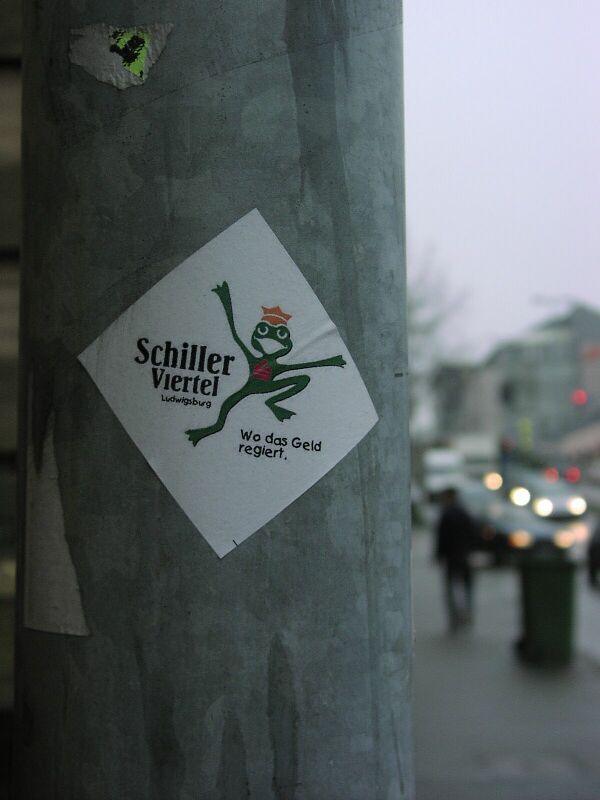 Schiller
Viertel
Ludwigsburg
Wo das Geld
regiert.